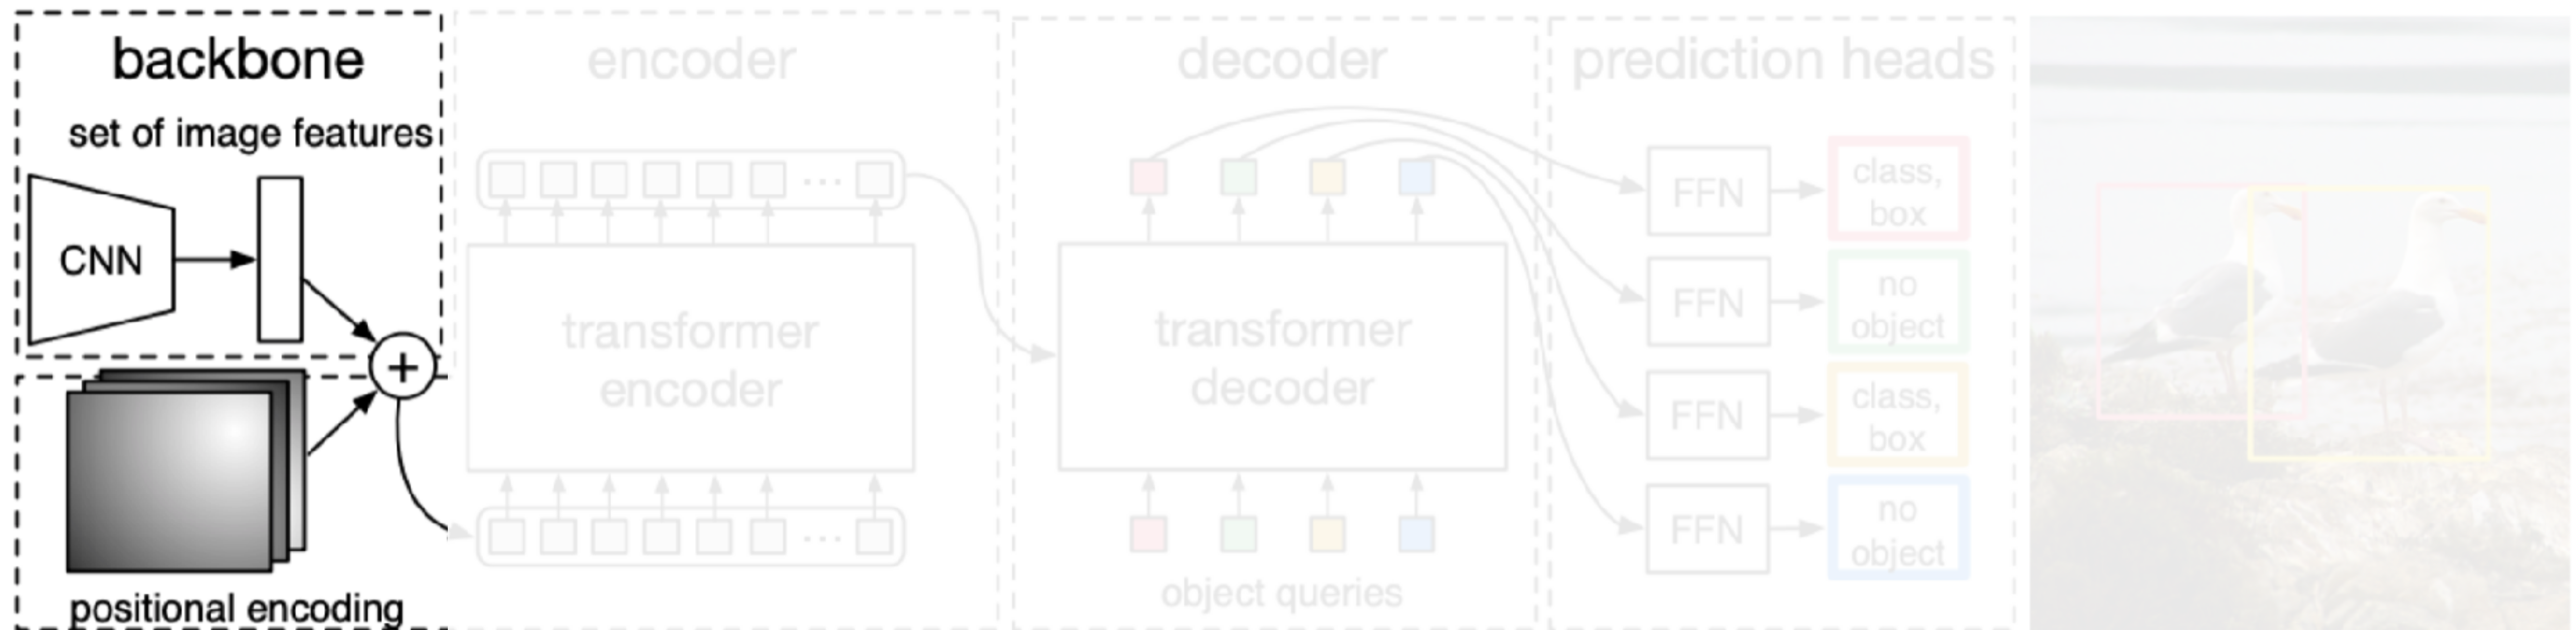 backbone
set of image features
CNN
+
positional encoding
encoder
...
transformer
encoder
...
decoder
transformer
decoder
object queries
prediction heads
FFN
class,
box
FFN
no
object
FFN
class,
box
FFN
no
object